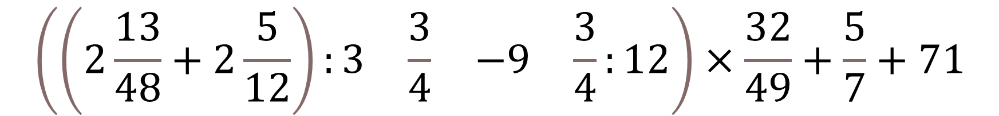 ((2 13/48 + 2 5/12) : 3 3/4 − 9 3/4 : 12) × 32/49 + 5/7 + 71